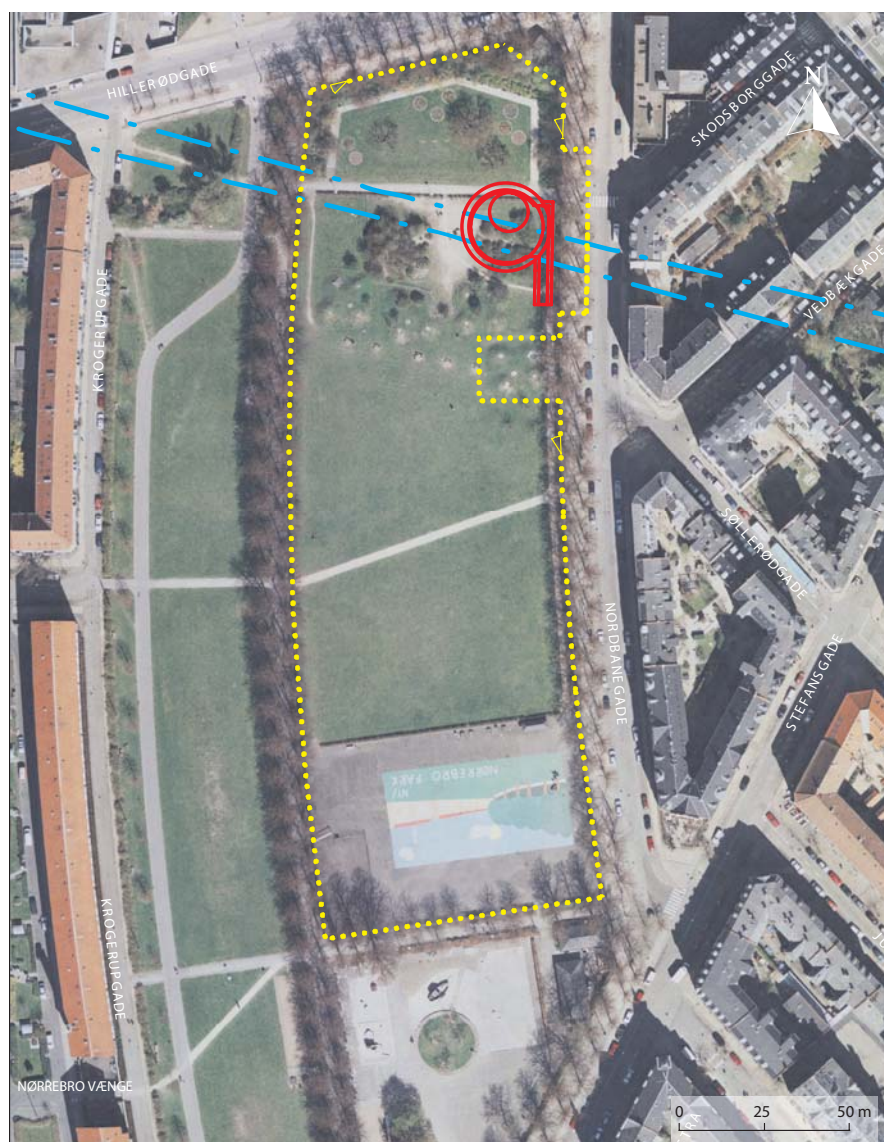 HILLERØDGADE
SKODSBORGGADE
N
VEDBÆKGADE
KROGERUPGADE
SØLLERØDGADE
NORDBANEGADE
STEFANSGADE
NØRREBRO PARK
KROGERUPGADE
NØRREBRO VÆNGE
0 25 50 m